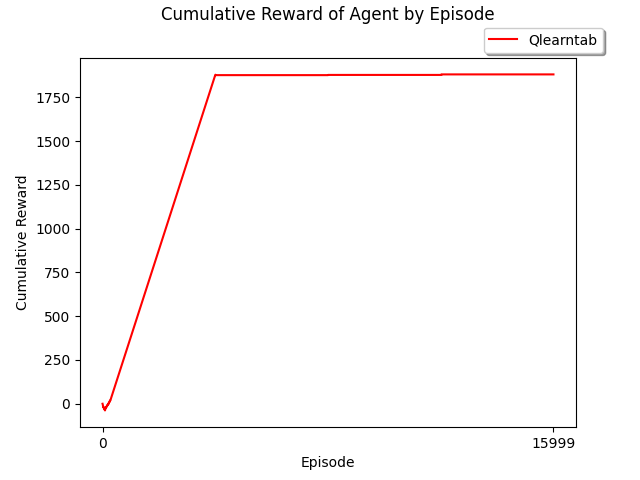 Cumulative Reward of Agent by Episode
Qlearntab
1750
1500
1250
1000
750
500
250
0
Cumulative Reward
0
15999
Episode